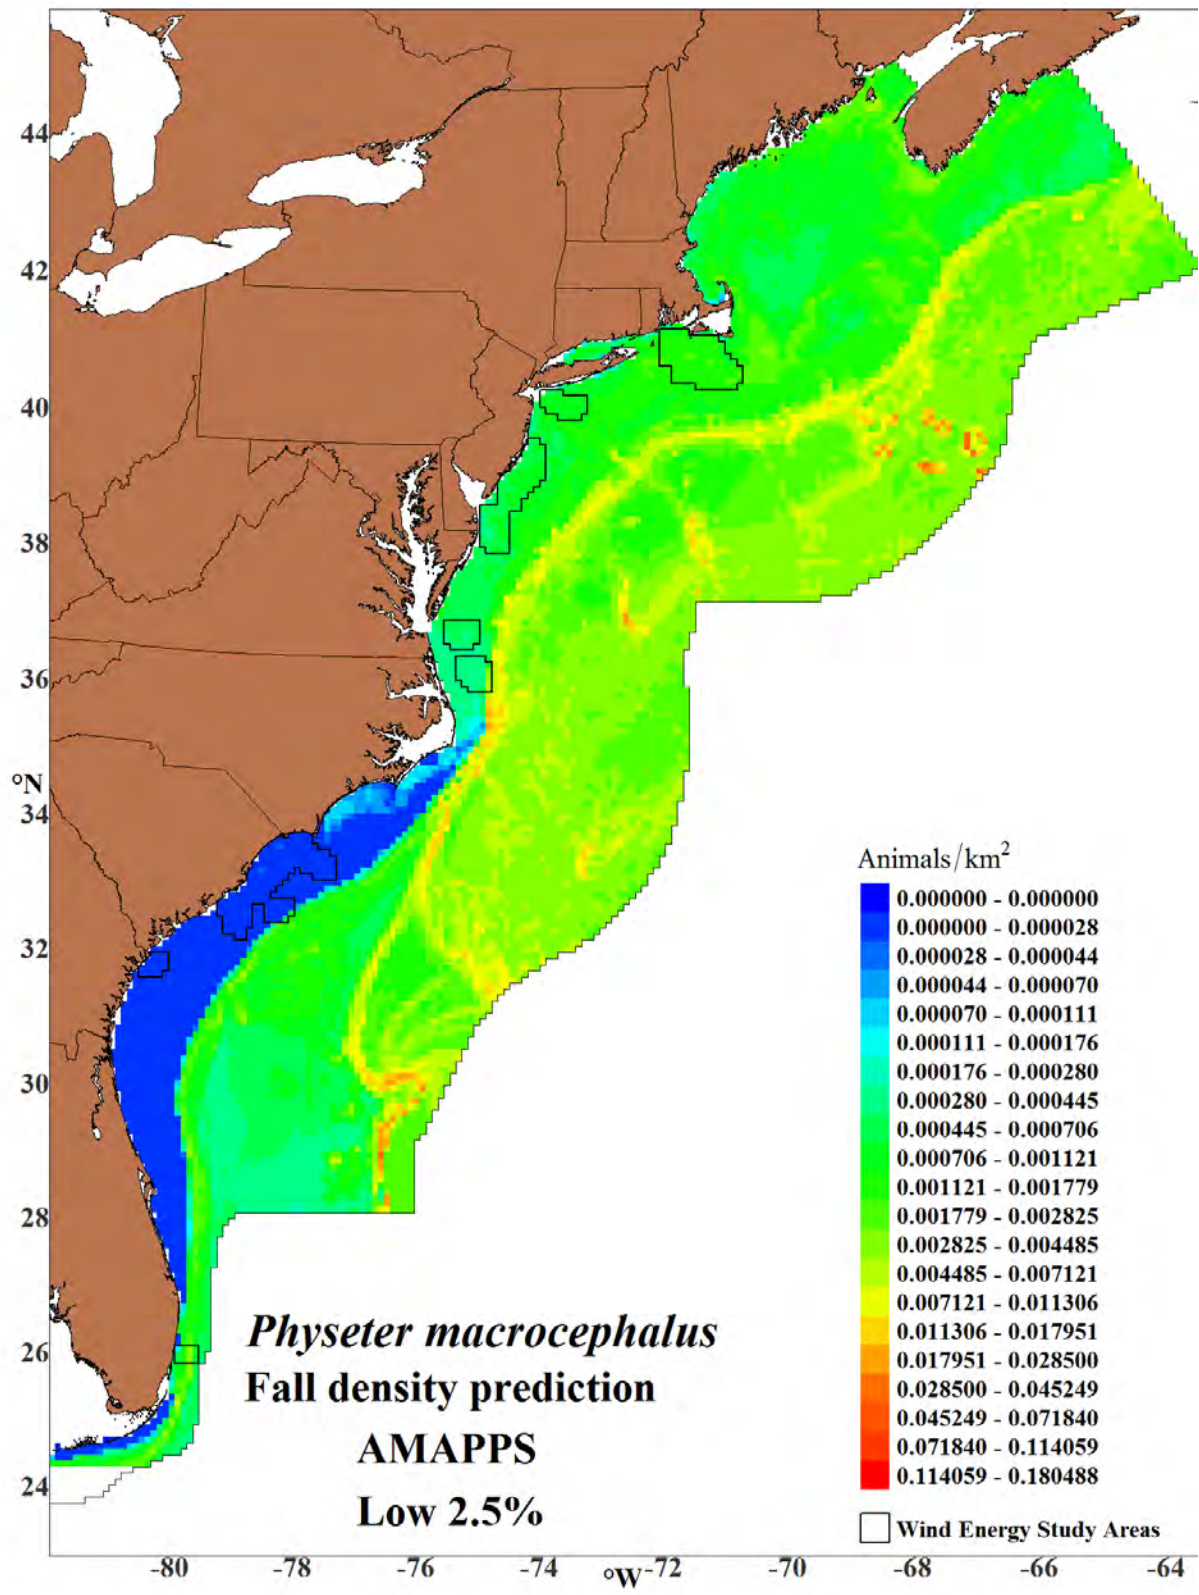 44
42
40
38
36
°N
34
32
30
28
26
24
Animals/km²
0.000000 - 0.000000
0.000000 - 0.000028
0.000028 - 0.000044
0.000044 - 0.000070
0.000070 - 0.000111
0.000111 - 0.000176
0.000176 - 0.000280
0.000280 - 0.000445
0.000445 - 0.000706
0.000706 - 0.001121
0.001121 - 0.001779
0.001779 - 0.002825
0.002825 - 0.004485
0.004485 - 0.007121
0.007121 - 0.011306
0.011306 - 0.017951
0.017951 - 0.028500
0.028500 - 0.045249
0.045249 - 0.071840
0.071840 - 0.114059
0.114059 - 0.180488
Wind Energy Study Areas
Physeter macrocephalus
Fall density prediction
AMAPPS
Low 2.5%
-80 -78 -76 -74 °W -72 -70 -68 -66 -64